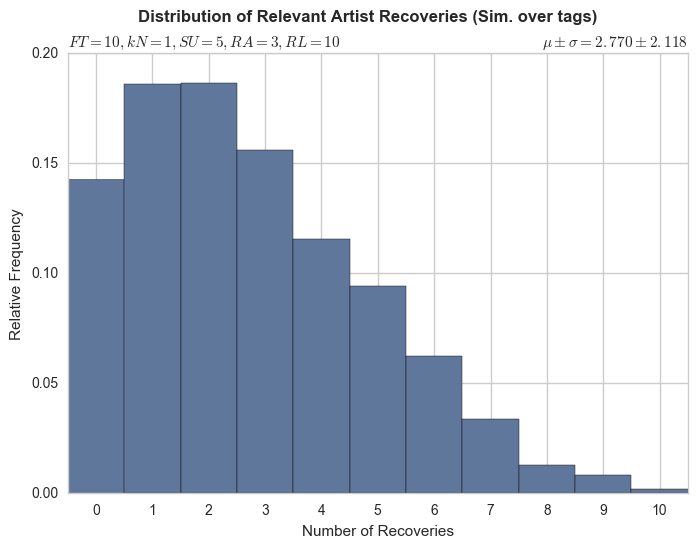 Distribution of Relevant Artist Recoveries (Sim. over tags)
FT = 10, kN = 1, SU = 5, RA = 3, RL = 10
μ ± σ = 2.770 ± 2.118
0.20
0.15
0.10
0.05
0.00
Relative Frequency
0 1 2 3 4 5 6 7 8 9 10
Number of Recoveries